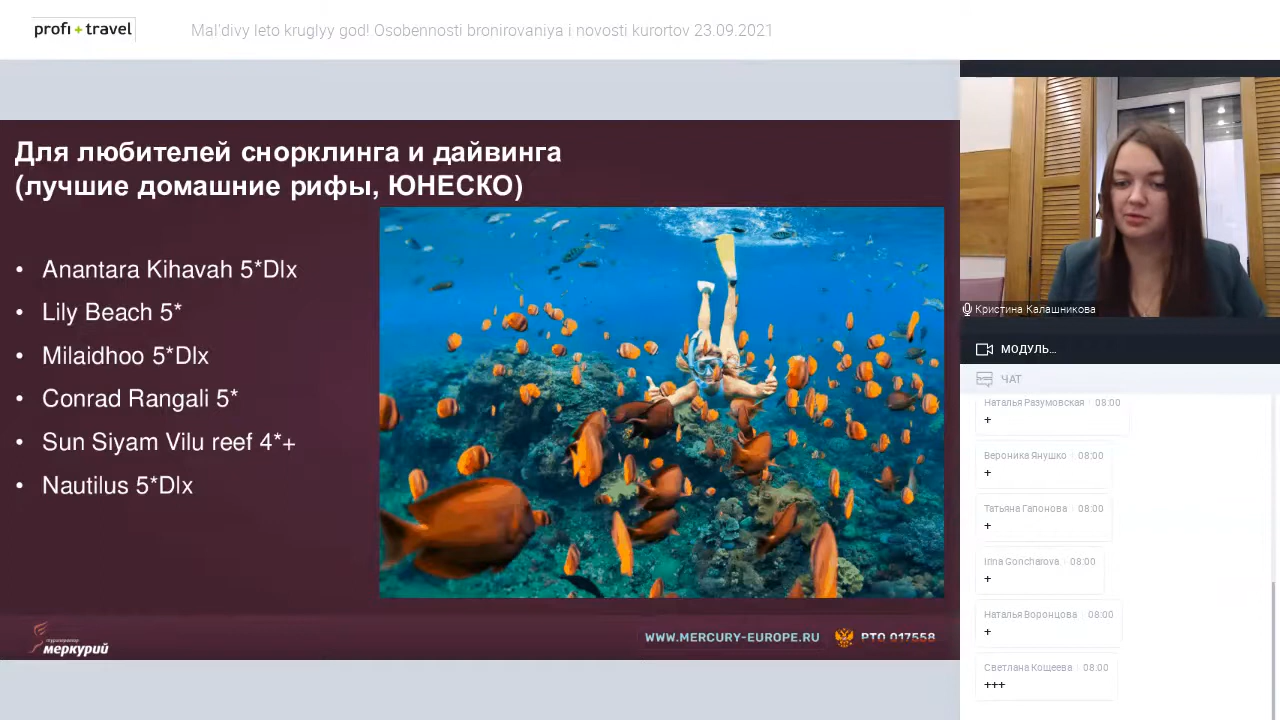 profi travel
Mal'divy leto kruglyy god! Osobennosti bronirovaniya i novosti kurortov 23.09.2021
Для любителей снорклинга и дайвинга
(лучшие домашние рифы, ЮНЕСКО)
• Anantara Kihavah 5*Dlx
• Lily Beach 5*
• Milaidhoo 5*Dlx
• Conrad Rangali 5*
• Sun Siyam Vilu reef 4*+
• Nautilus 5*Dlx
туроператор
меркурий
WWW.MERCURY-EUROPE.RU
РТО 017558
Кристина Калашникова
МОДУЛЬ...
ЧАТ
Наталья Разумовская 08:00
+
Вероника Янушко 08:00
+
Татьяна Гапонова 08:00
+
Irina Goncharova, 08:00
+
Наталья Воронцова 08:00
+
Светлана Кощеева 08:00
+++